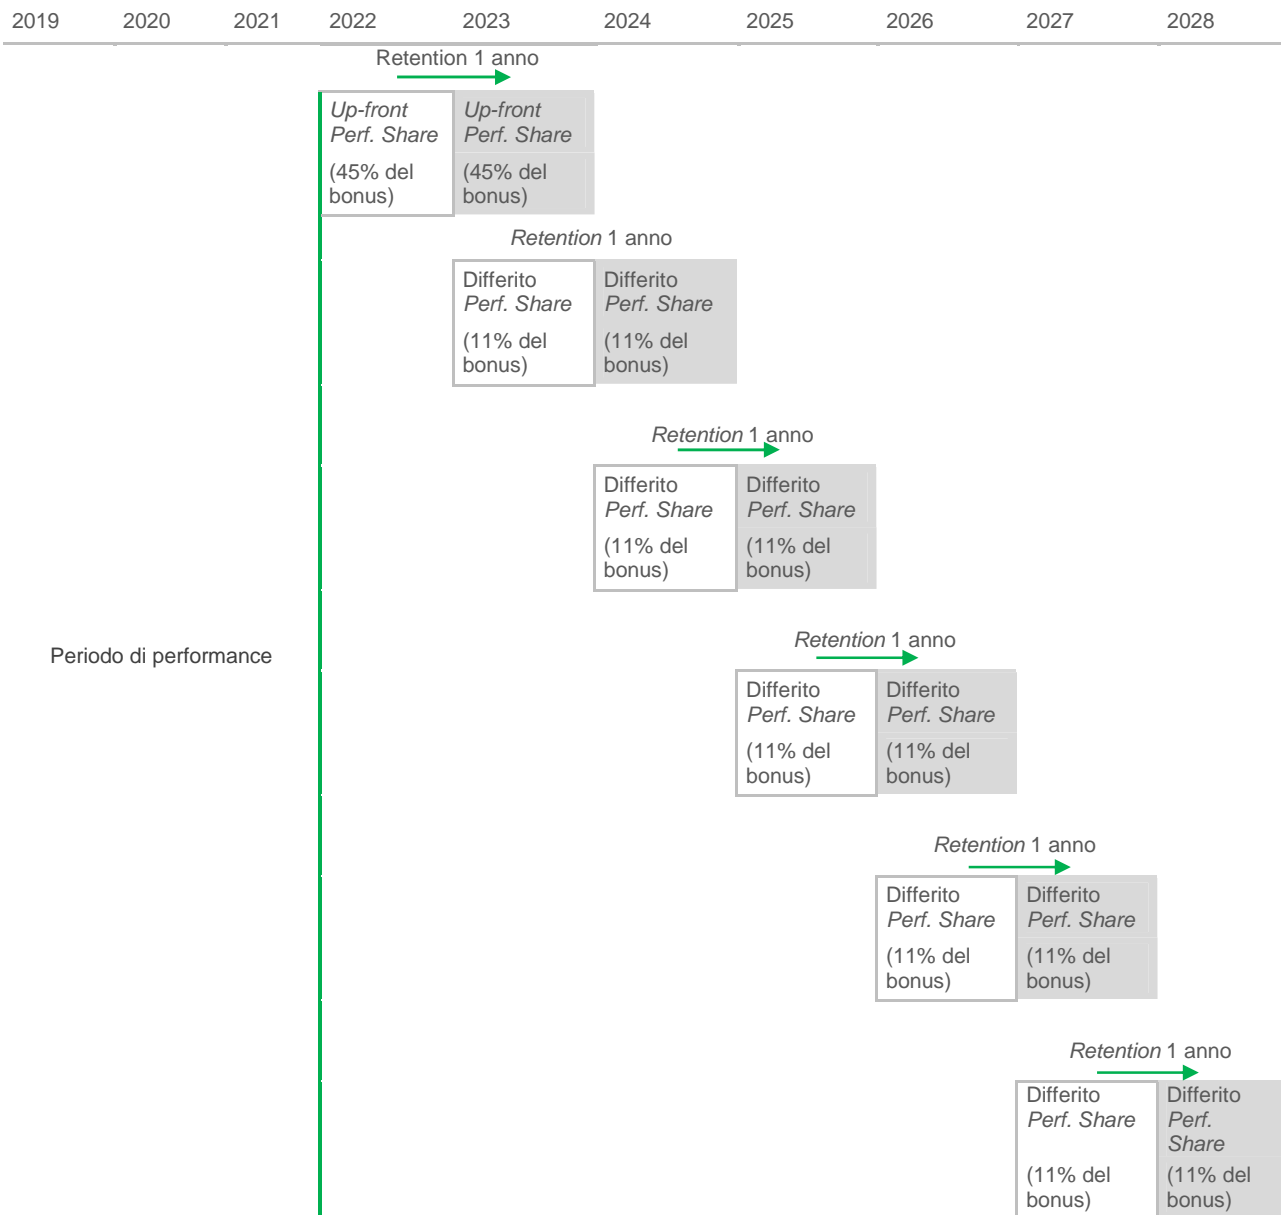 2019 2020 2021 2022 2023 2024 2025 2026 2027 2028
Retention 1 anno
Up-front Up-front
Perf. Share Perf. Share
(45% del (45% del
bonus) bonus)
Retention 1 anno
Differito Differito
Perf. Share Perf. Share
(11% del (11% del
bonus) bonus)
Retention 1 anno
Differito Differito
Perf. Share Perf. Share
(11% del (11% del
bonus) bonus)
Retention 1 anno
Periodo di performance
Differito Differito
Perf. Share Perf. Share
(11% del (11% del
bonus) bonus)
Retention 1 anno
Differito Differito
Perf. Share Perf. Share
(11% del (11% del
bonus) bonus)
Retention 1 anno
Differito Differito
Perf. Share Perf.
Share
(11% del (11% del
bonus) bonus)